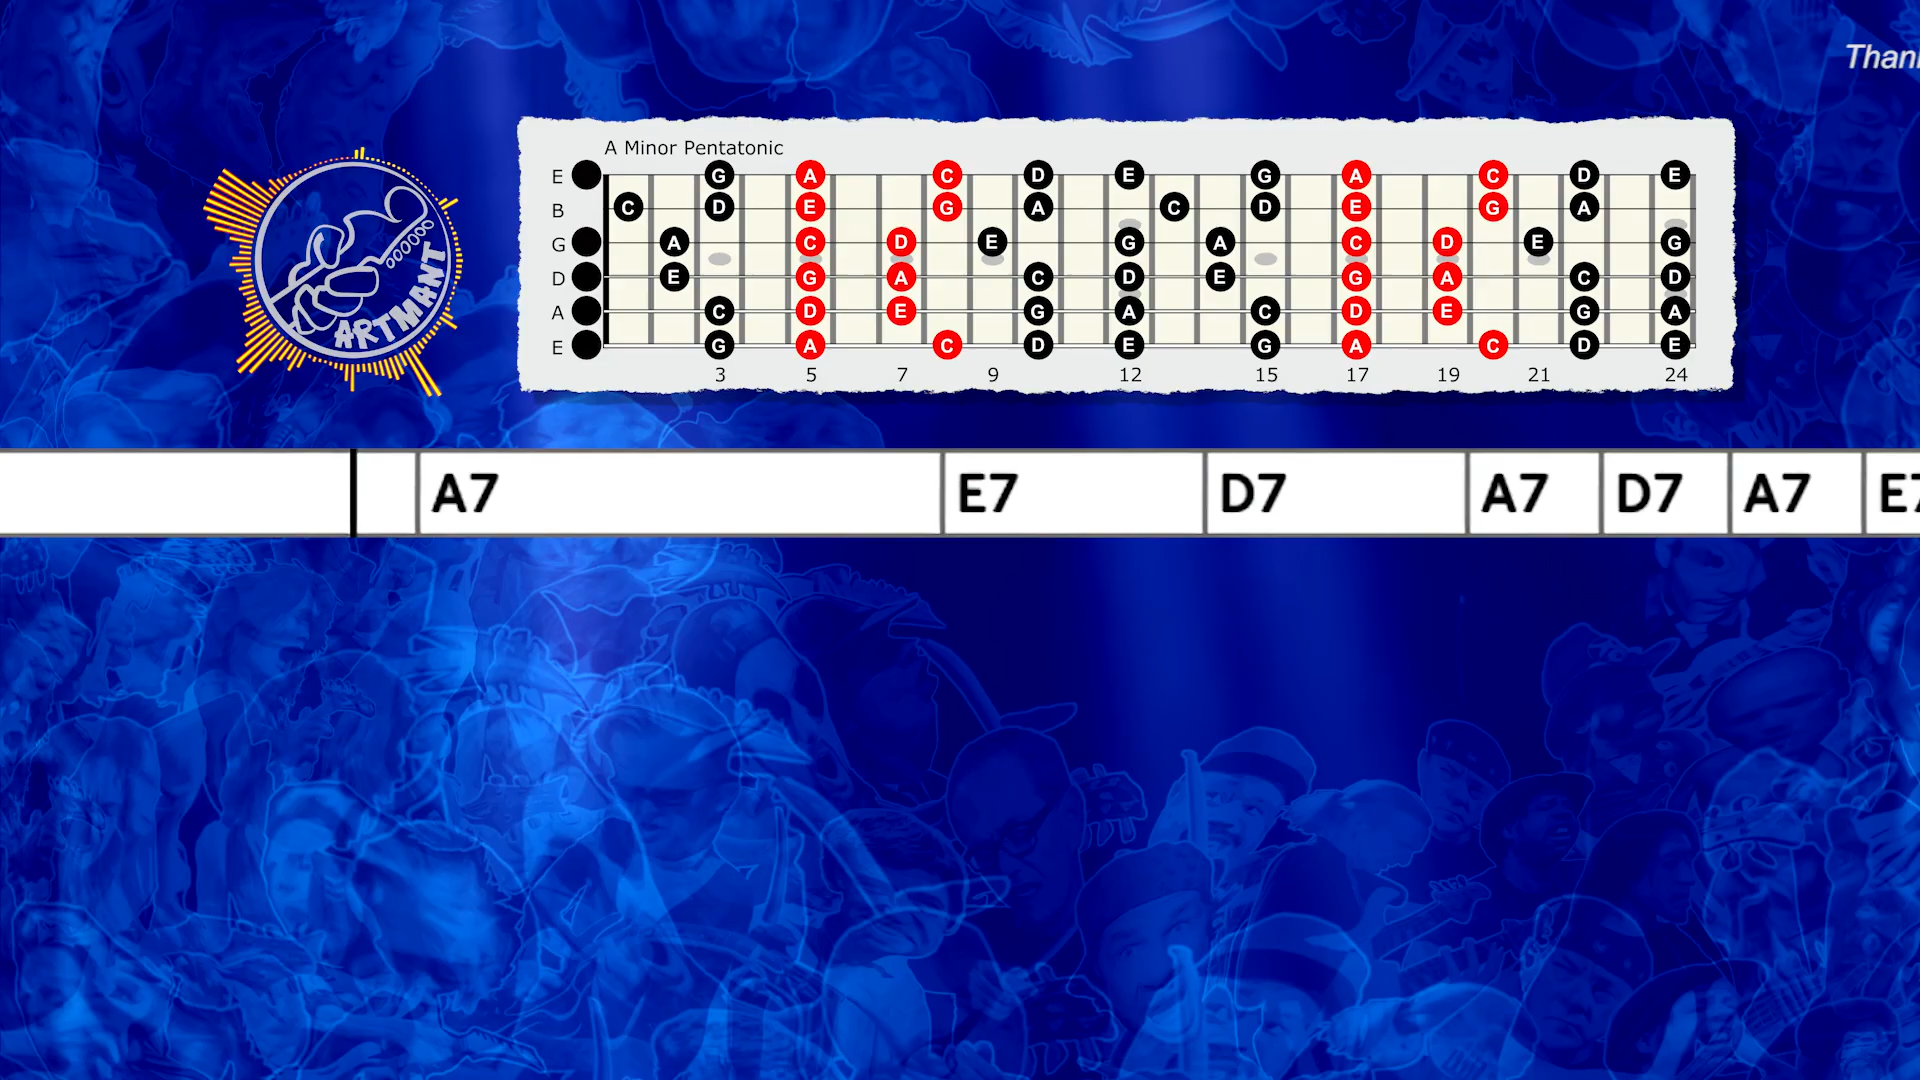 Than
A Minor Pentatonic
E G A C D E G A C D E
B C D E G A C D E G A
G A C D E G A C D E G
D E G A C D E G A C D
A C D E G A C D E G A
E G A C D E G A C D E
3 5 7 9 12 15 17 19 21 24
ARTMANT
A7 E7 D7 A7 D7 A7 E7